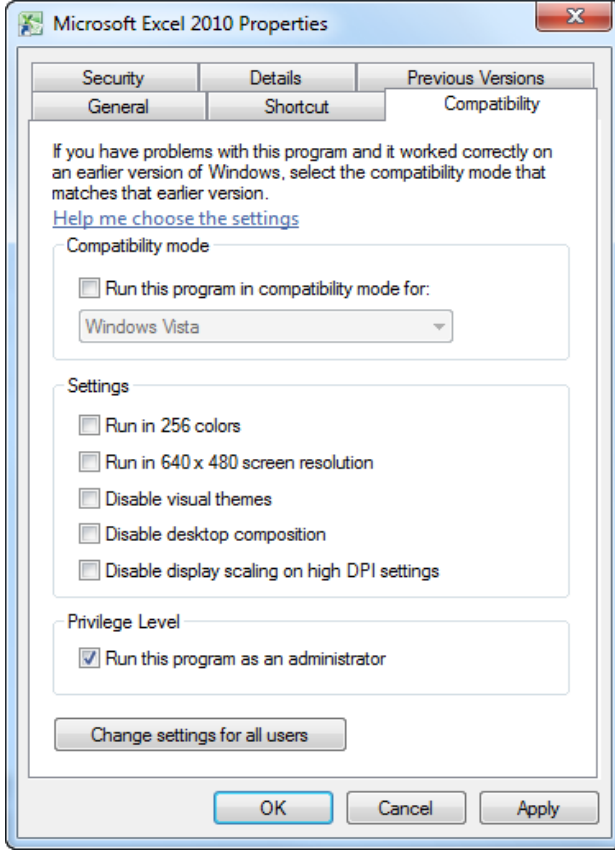 Microsoft Excel 2010 Properties
Security Details Previous Versions
General Shortcut Compatibility
If you have problems with this program and it worked correctly on
an earlier version of Windows, select the compatibility mode that
matches that earlier version.
Help me choose the settings
Compatibility mode
Run this program in compatibility mode for:
Windows Vista
Settings
Run in 256 colors
Run in 640 x 480 screen resolution
Disable visual themes
Disable desktop composition
Disable display scaling on high DPI settings
Privilege Level
Run this program as an administrator
Change settings for all users
OK Cancel Apply